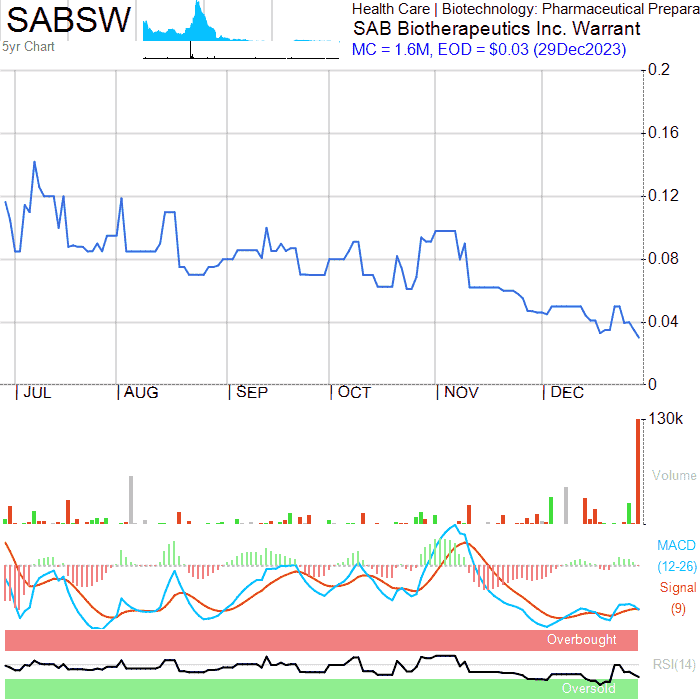 SABSW
5yr Chart
Health Care | Biotechnology: Pharmaceutical Prepara
SAB Biotherapeutics Inc. Warrant
MC = 1.6M, EOD = $0.03 (29Dec2023)
0.2
0.16
0.12
0.08
0.04
0
JUL AUG SEP OCT NOV DEC
130k
Volume
MACD
(12-26)
Signal
(9)
Overbought
RSI(14)
Oversold